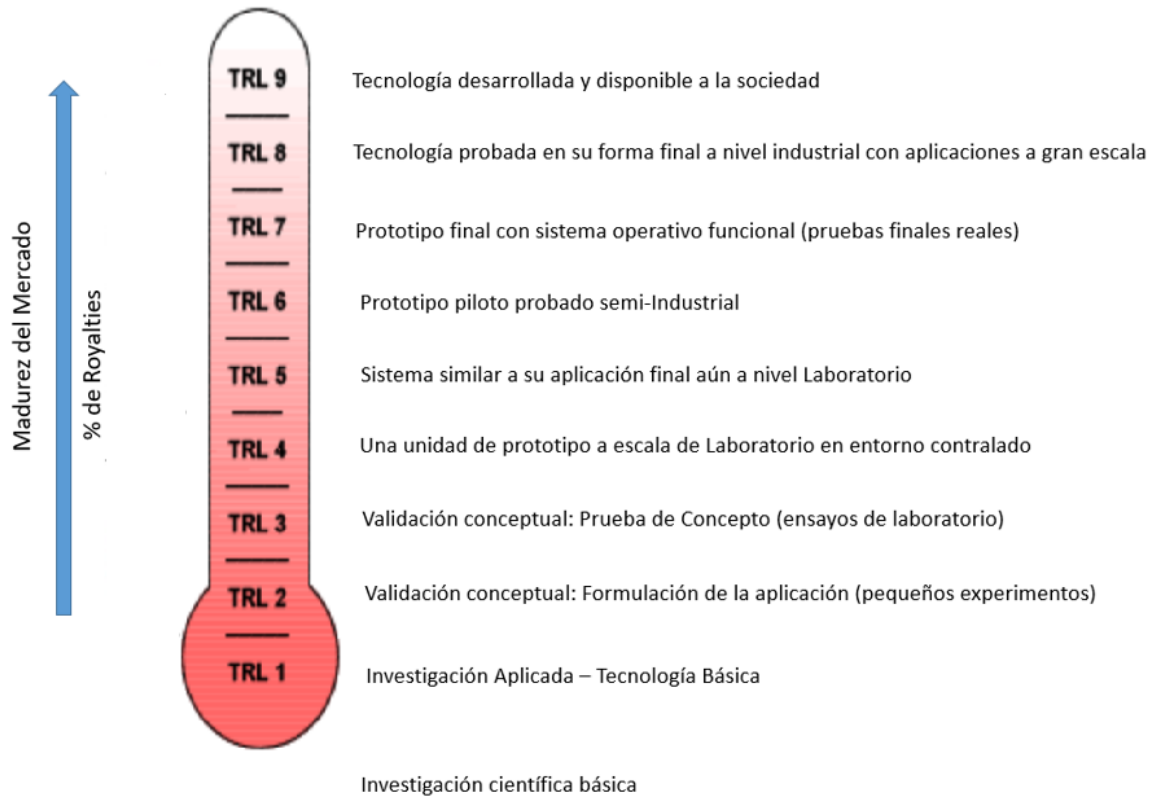 Madurez del Mercado
% de Royalties
TRL 9
Tecnología desarrollada y disponible a la sociedad
TRL 8
Tecnología probada en su forma final a nivel industrial con aplicaciones a gran escala
TRL 7
Prototipo final con sistema operativo funcional (pruebas finales reales)
TRL 6
Prototipo piloto probado semi-Industrial
TRL 5
Sistema similar a su aplicación final aún a nivel Laboratorio
TRL 4
Una unidad de prototipo a escala de Laboratorio en entorno contralado
TRL 3
Validación conceptual: Prueba de Concepto (ensayos de laboratorio)
TRL 2
Validación conceptual: Formulación de la aplicación (pequeños experimentos)
TRL 1
Investigación Aplicada – Tecnología Básica
Investigación científica básica